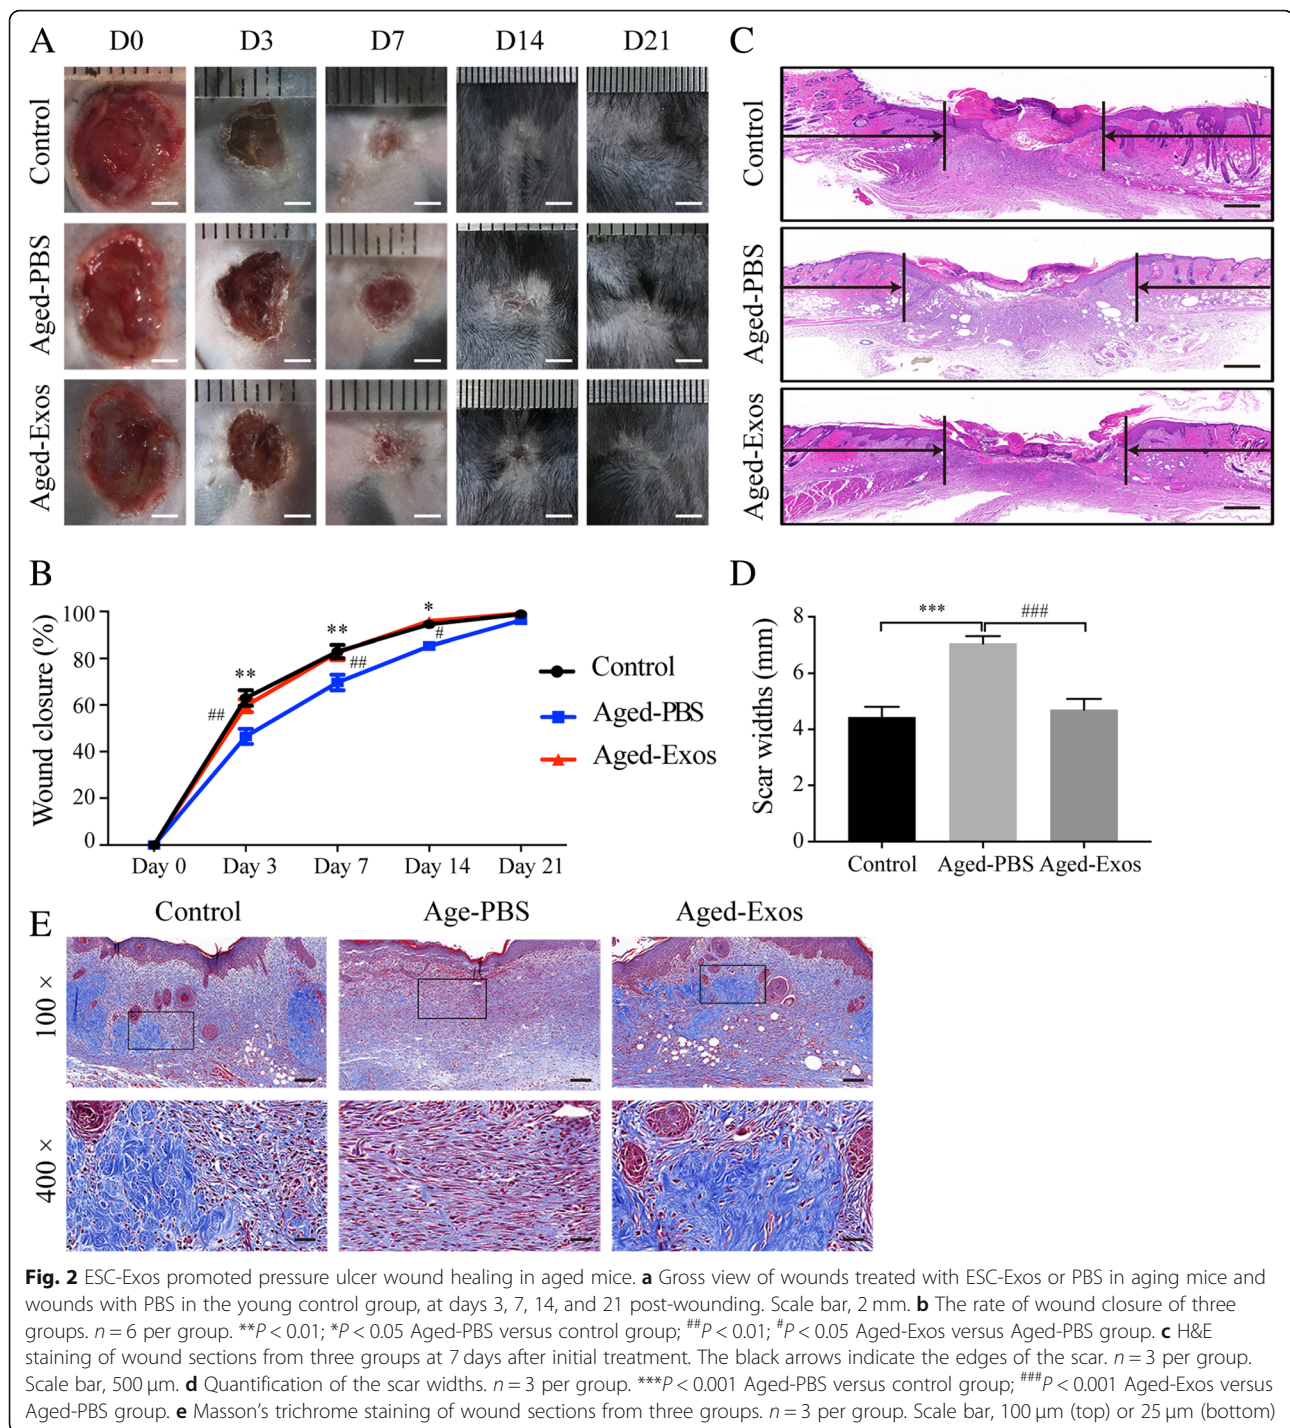 A
D0 D3 D7 D14 D21
Control
Aged-PBS
Aged-Exos
C
Control
Aged-PBS
Aged-Exos
B
Wound closure (%)
100
80
60
40
20
0
Day 0 Day 3 Day 7 Day 14 Day 21
** ** *
## ## #
Control
Aged-PBS
Aged-Exos
D
Scar widths (mm)
8
6
4
2
0
*** ###
Control Aged-PBS Aged-Exos
E
Control Age-PBS Aged-Exos
100 ×
400 ×
Fig. 2 ESC-Exos promoted pressure ulcer wound healing in aged mice. a Gross view of wounds treated with ESC-Exos or PBS in aging mice and
wounds with PBS in the young control group, at days 3, 7, 14, and 21 post-wounding. Scale bar, 2 mm. b The rate of wound closure of three
groups. n = 6 per group. **P < 0.01; *P < 0.05 Aged-PBS versus control group; ##P < 0.01; #P < 0.05 Aged-Exos versus Aged-PBS group. c H&E
staining of wound sections from three groups at 7 days after initial treatment. The black arrows indicate the edges of the scar. n = 3 per group.
Scale bar, 500 μm. d Quantification of the scar widths. n = 3 per group. ***P < 0.001 Aged-PBS versus control group; ###P < 0.001 Aged-Exos versus
Aged-PBS group. e Masson's trichrome staining of wound sections from three groups. n = 3 per group. Scale bar, 100 μm (top) or 25 μm (bottom)